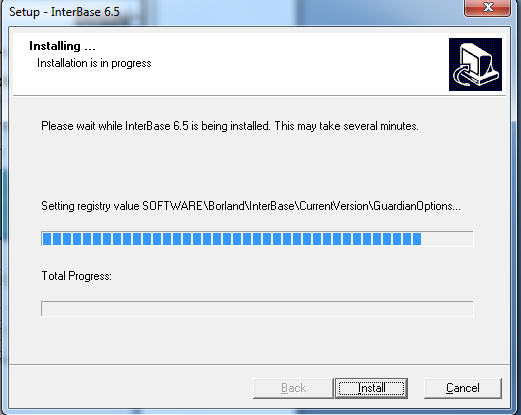 Setup - InterBase 6.5
Installing ...
Installation is in progress
Please wait while InterBase 6.5 is being installed. This may take several minutes.
Setting registry value SOFTWARE\Borland\InterBase\CurrentVersion\GuardianOptions...
Total Progress:
Back Install Cancel